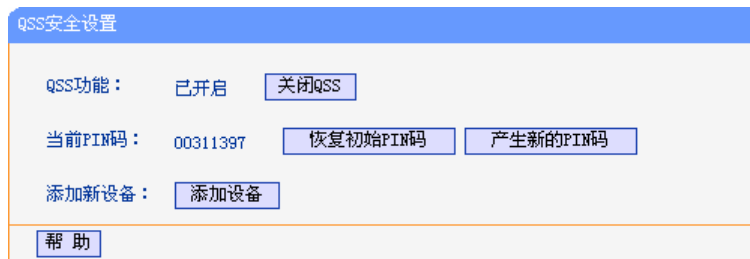 QSS安全设置
QSS功能： 已开启 关闭QSS
当前PIN码： 00311397 恢复初始PIN码 产生新的PIN码
添加新设备： 添加设备
帮 助